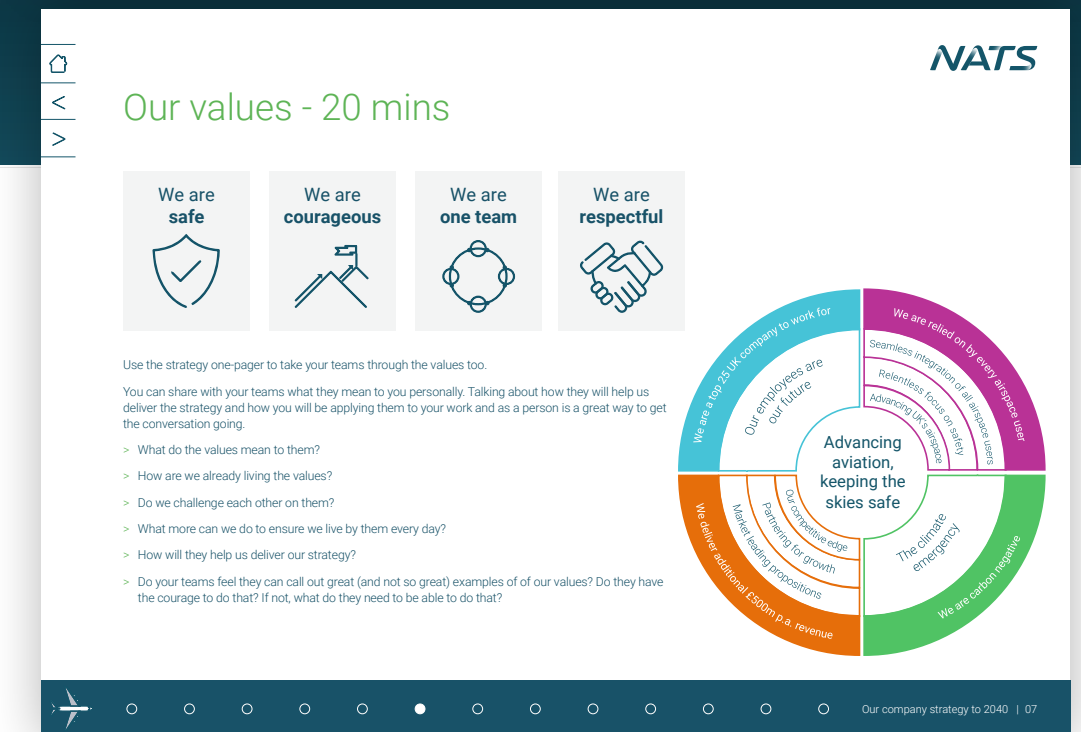 NATS
Our values - 20 mins
We are
safe
We are
courageous
We are
one team
We are
respectful
Use the strategy one-pager to take your teams through the values too.
You can share with your teams what they mean to you personally. Talking about how they will help us
deliver the strategy and how you will be applying them to your work and as a person is a great way to get
the conversation going.
> What do the values mean to them?
> How are we already living the values?
> Do we challenge each other on them?
> What more can we do to ensure we live by them every day?
> How will they help us deliver our strategy?
> Do your teams feel they can call out great (and not so great) examples of of our values? Do they have
the courage to do that? If not, what do they need to be able to do that?
We are a top 25 UK company to work for
Our employees are
our future
We are relied on by every airspace user
Seamless integration of all airspace users
Relentless focus on safety
Advancing UK's airspace
Advancing
aviation,
keeping the
skies safe
Our competitive edge
Partnering for growth
Market leading propositions
We deliver additional £500m p.a. revenue
The climate
emergency
We are carbon negative
Our company strategy to 2040 | 07